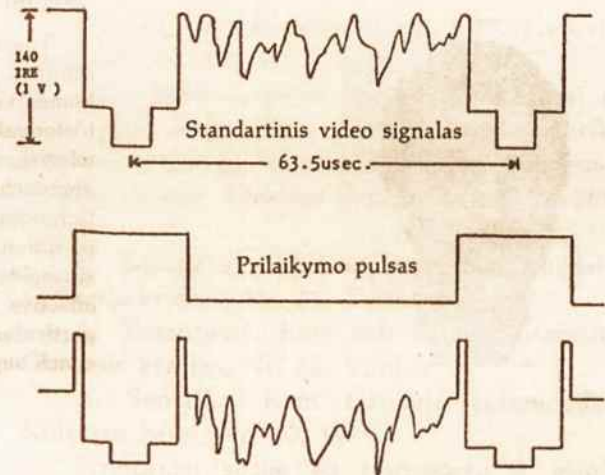 140
IRE
(1 V)
Standartinis video signalas
63.5usec.
Prilaikymo pulsas